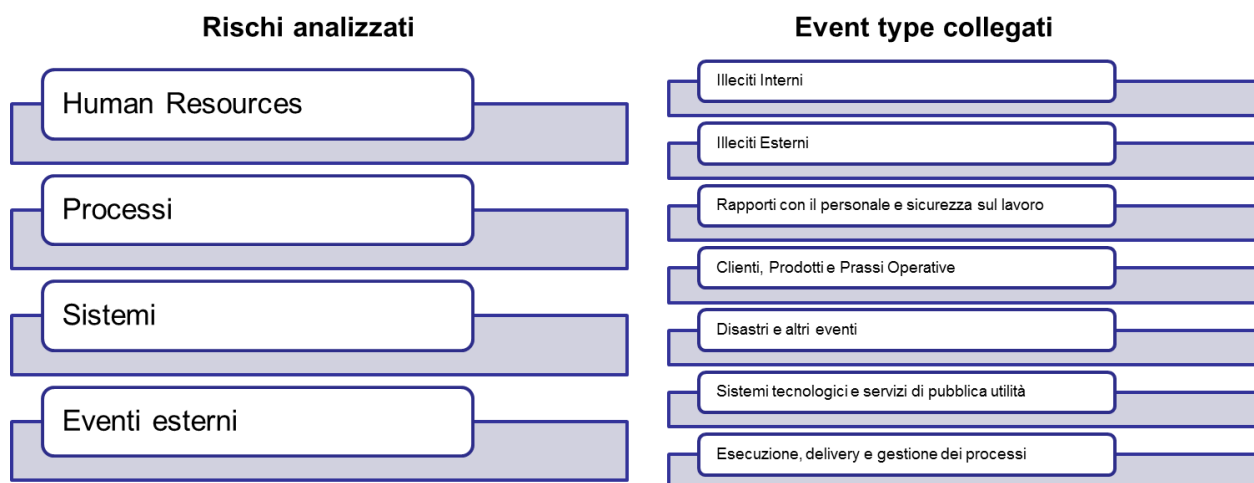 Rischi analizzati
Human Resources
Processi
Sistemi
Eventi esterni
Event type collegati
Illeciti Interni
Illeciti Esterni
Rapporti con il personale e sicurezza sul lavoro
Clienti, Prodotti e Prassi Operative
Disastri e altri eventi
Sistemi tecnologici e servizi di pubblica utilità
Esecuzione, delivery e gestione dei processi